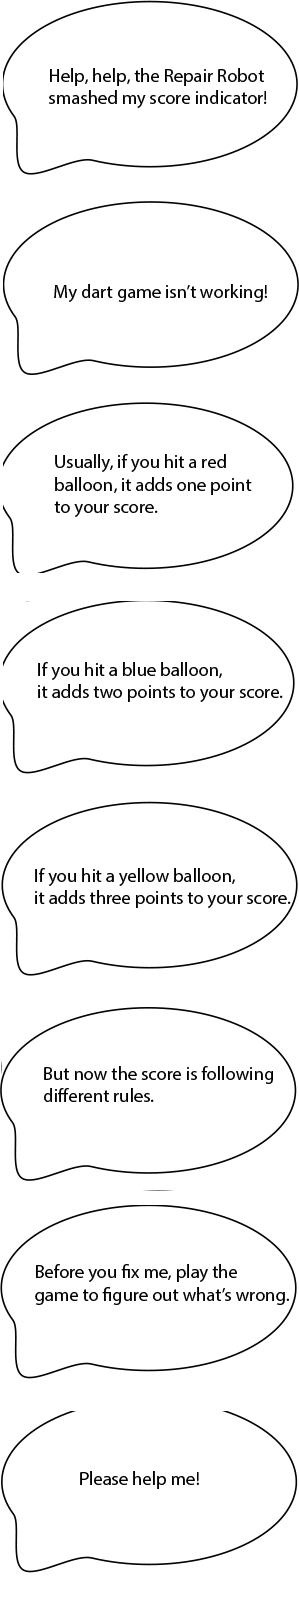 Help, help, the Repair Robot
smashed my score indicator!
My dart game isn't working!
Usually, if you hit a red
balloon, it adds one point
to your score.
If you hit a blue balloon,
it adds two points to your score.
If you hit a yellow balloon,
it adds three points to your score.
But now the score is following
different rules.
Before you fix me, play the
game to figure out what's wrong.
Please help me!